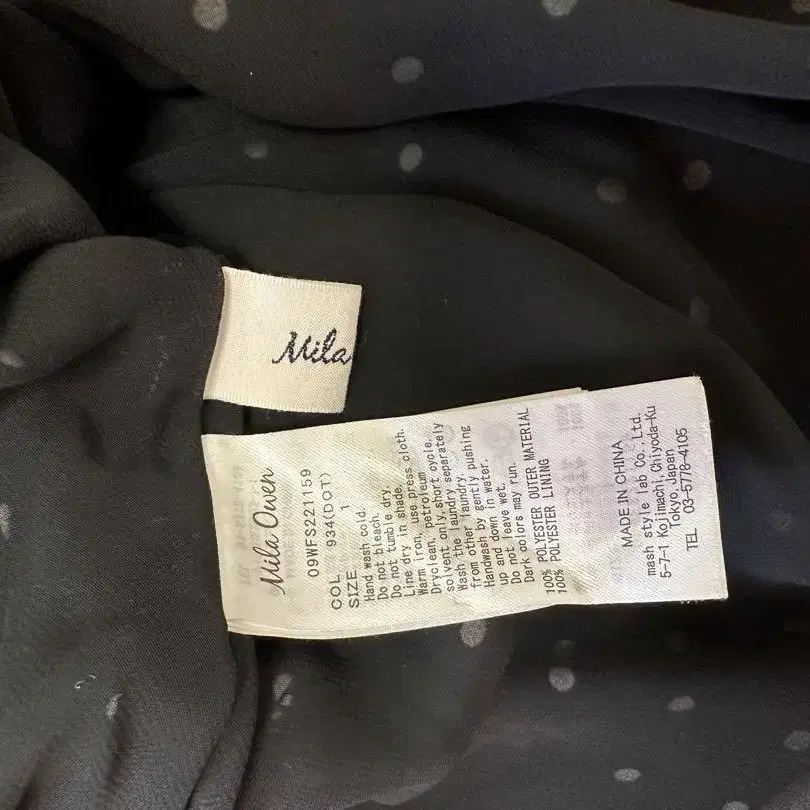 Mila
Mila Owen
09WFS221159
COL 934(DOT)
SIZE 1
Hand wash cold.
Do not bleach.
Do not tumble dry.
Line dry in shade.
Warm iron, use press cloth.
Dryclean, petroleum
solvent only, short cycle.
Wash the laundry separately
from other laundry.
Handwash by gently pushing
up and down in water.
Do not leave wet.
Dark colors may run.
100% POLYESTER OUTER MATERIAL
100% POLYESTER LINING
MADE IN CHINA
mash style lab Co.,Ltd.
5-7-1 Kojimachi,Chiyoda-Ku
Tokyo,Japan
TEL 03-5778-4105